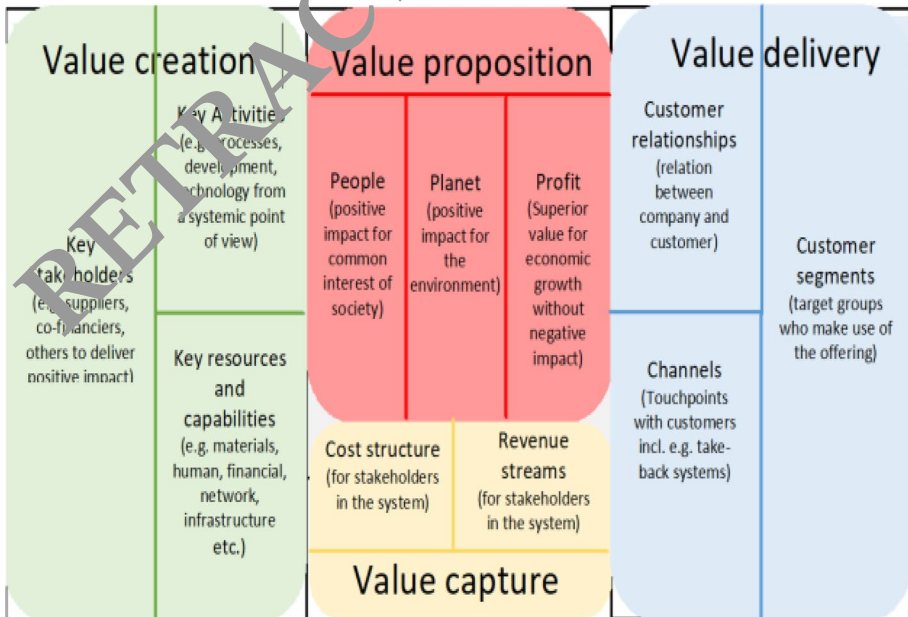 RETRAC
Value creation
Key Activities
(e.g. processes,
development,
technology from
a systemic point
of view)
Key
stakeholders
(e.g. suppliers,
co-financiers,
others to deliver
positive impact)
Key resources
and
capabilities
(e.g. materials,
human, financial,
network,
infrastructure
etc.)
Value proposition
People
(positive
impact for
common
interest of
society)
Planet
(positive
impact for
the
environment)
Profit
(Superior
value for
economic
growth
without
negative
impact)
Cost structure
(for stakeholders
in the system)
Revenue
streams
(for stakeholders
in the system)
Value capture
Value delivery
Customer
relationships
(relation
between
company and
customer)
Channels
(Touchpoints
with customers
incl. e.g. take-
back systems)
Customer
segments
(target groups
who make use of
the offering)